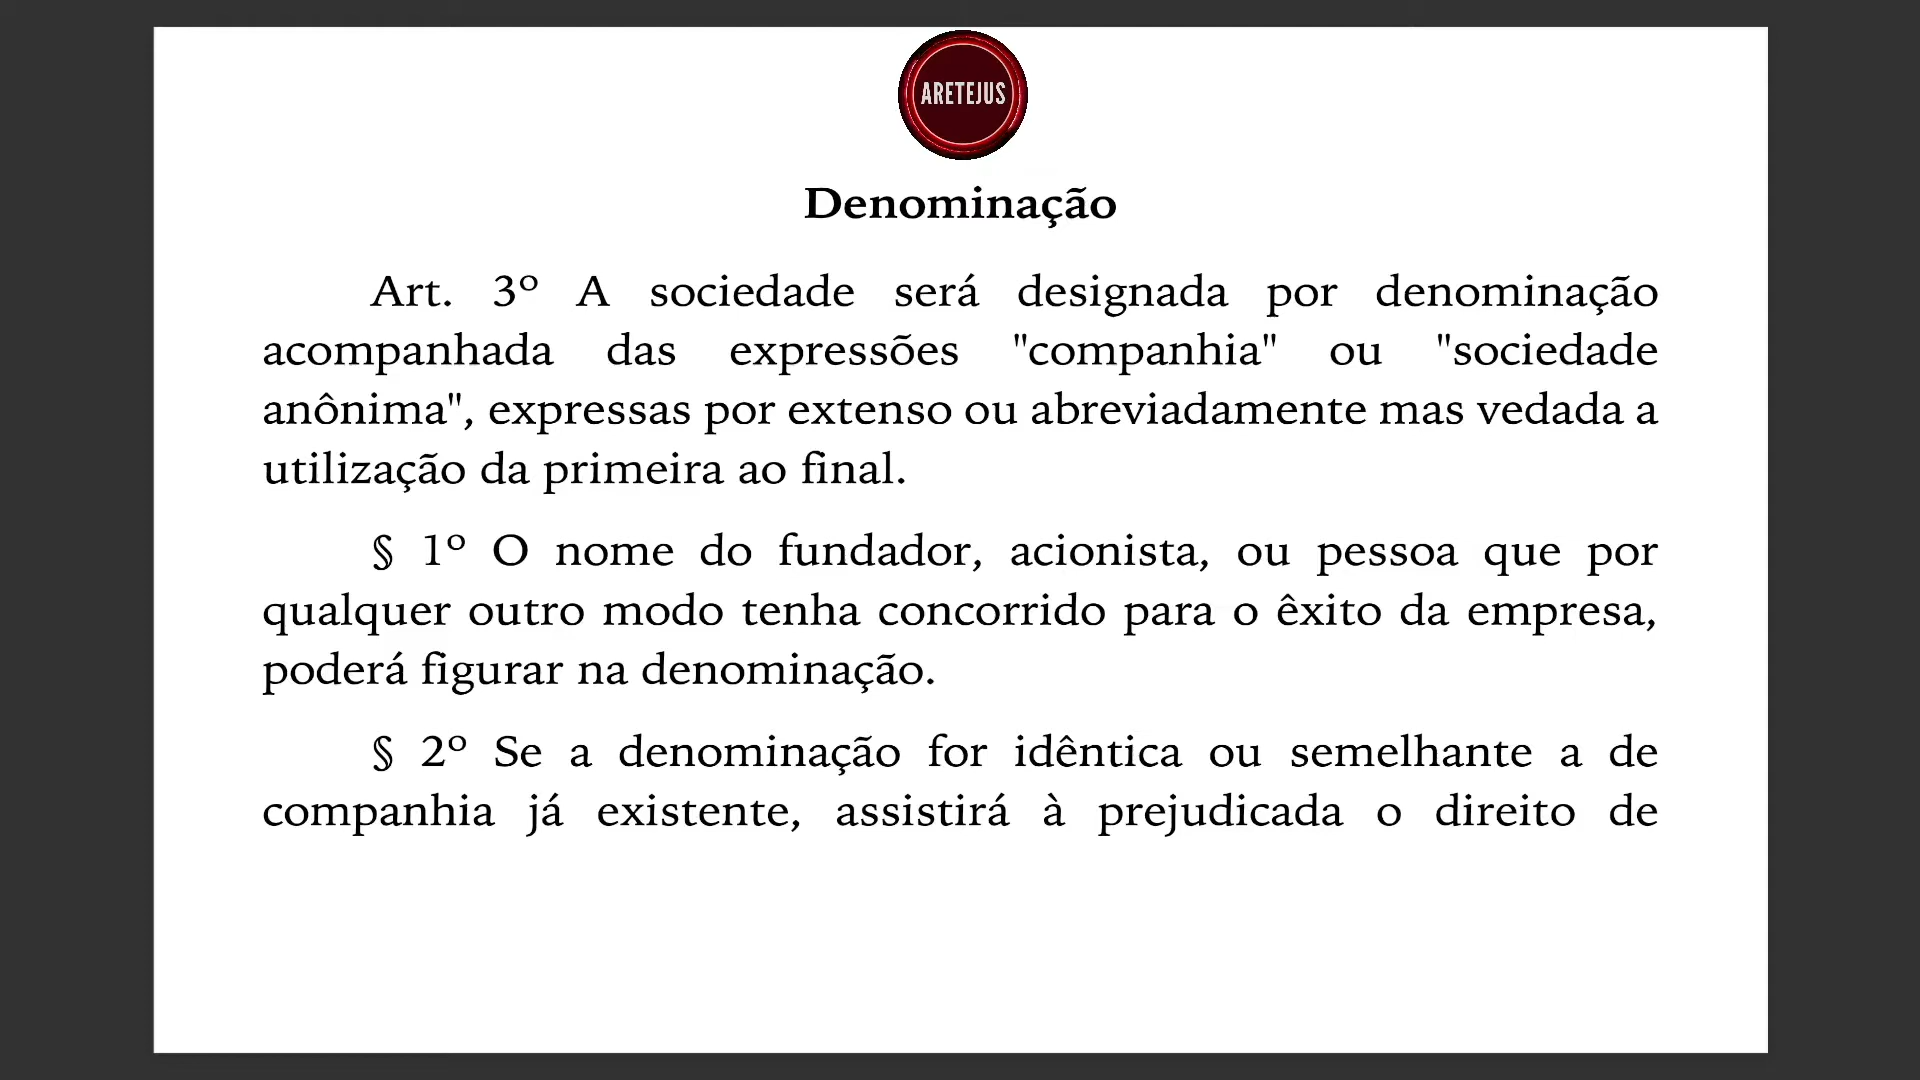 ARETEJUS
Denominação
Art. 3º A sociedade será designada por denominação
acompanhada das expressões "companhia" ou "sociedade
anônima", expressas por extenso ou abreviadamente mas vedada a
utilização da primeira ao final.
§ 1º O nome do fundador, acionista, ou pessoa que por
qualquer outro modo tenha concorrido para o êxito da empresa,
poderá figurar na denominação.
§ 2º Se a denominação for idêntica ou semelhante a de
companhia já existente, assistirá à prejudicada o direito de